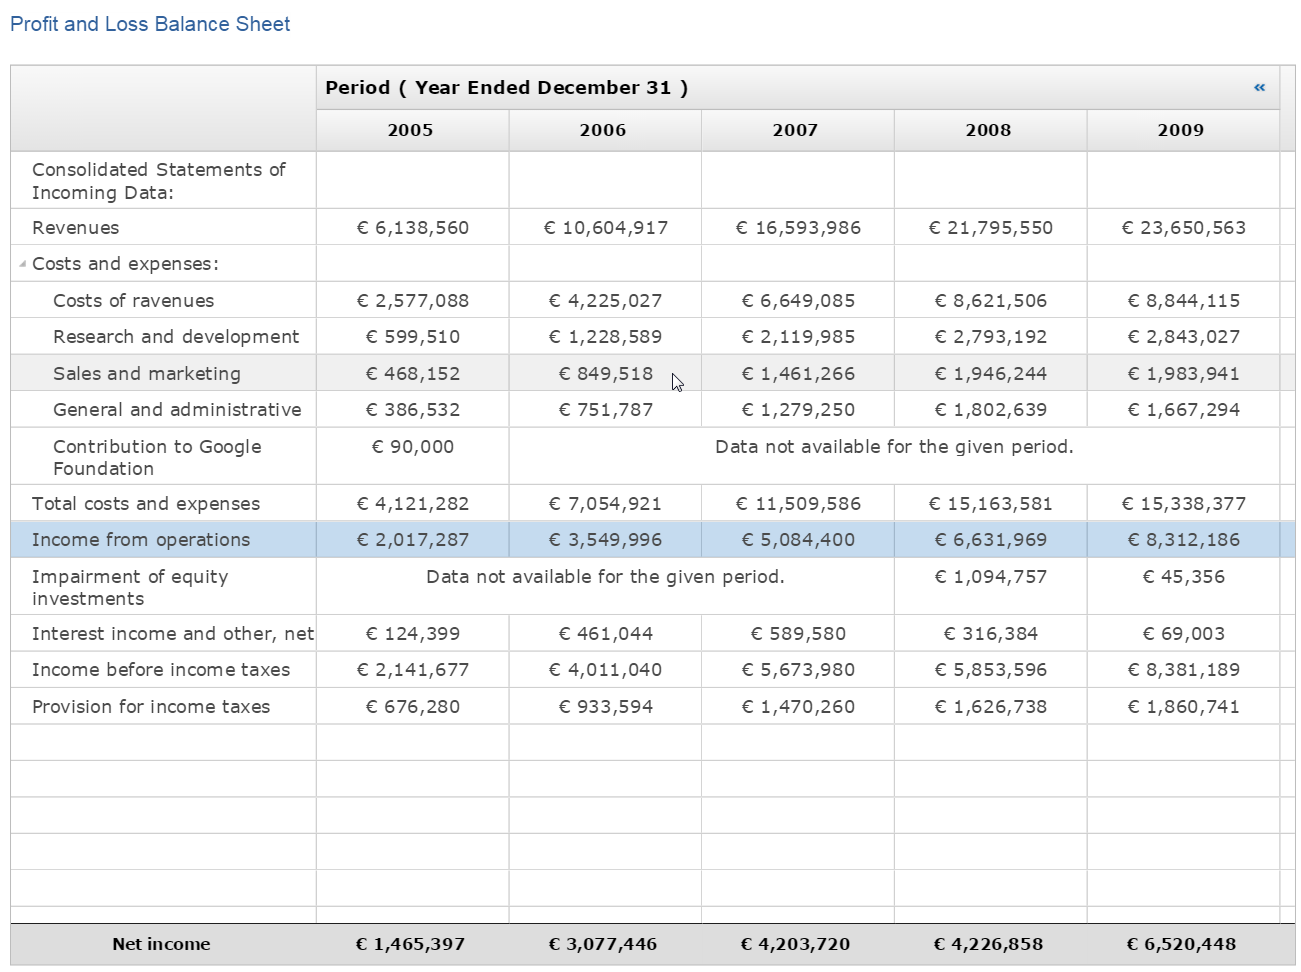 Profit and Loss Balance Sheet
Period ( Year Ended December 31 ) «
2005 2006 2007 2008 2009
Consolidated Statements of
Incoming Data:
Revenues € 6,138,560 € 10,604,917 € 16,593,986 € 21,795,550 € 23,650,563
Costs and expenses:
Costs of ravenues € 2,577,088 € 4,225,027 € 6,649,085 € 8,621,506 € 8,844,115
Research and development € 599,510 € 1,228,589 € 2,119,985 € 2,793,192 € 2,843,027
Sales and marketing € 468,152 € 849,518 € 1,461,266 € 1,946,244 € 1,983,941
General and administrative € 386,532 € 751,787 € 1,279,250 € 1,802,639 € 1,667,294
Contribution to Google € 90,000 Data not available for the given period.
Foundation
Total costs and expenses € 4,121,282 € 7,054,921 € 11,509,586 € 15,163,581 € 15,338,377
Income from operations € 2,017,287 € 3,549,996 € 5,084,400 € 6,631,969 € 8,312,186
Impairment of equity Data not available for the given period. € 1,094,757 € 45,356
investments
Interest income and other, net € 124,399 € 461,044 € 589,580 € 316,384 € 69,003
Income before income taxes € 2,141,677 € 4,011,040 € 5,673,980 € 5,853,596 € 8,381,189
Provision for income taxes € 676,280 € 933,594 € 1,470,260 € 1,626,738 € 1,860,741
Net income € 1,465,397 € 3,077,446 € 4,203,720 € 4,226,858 € 6,520,448